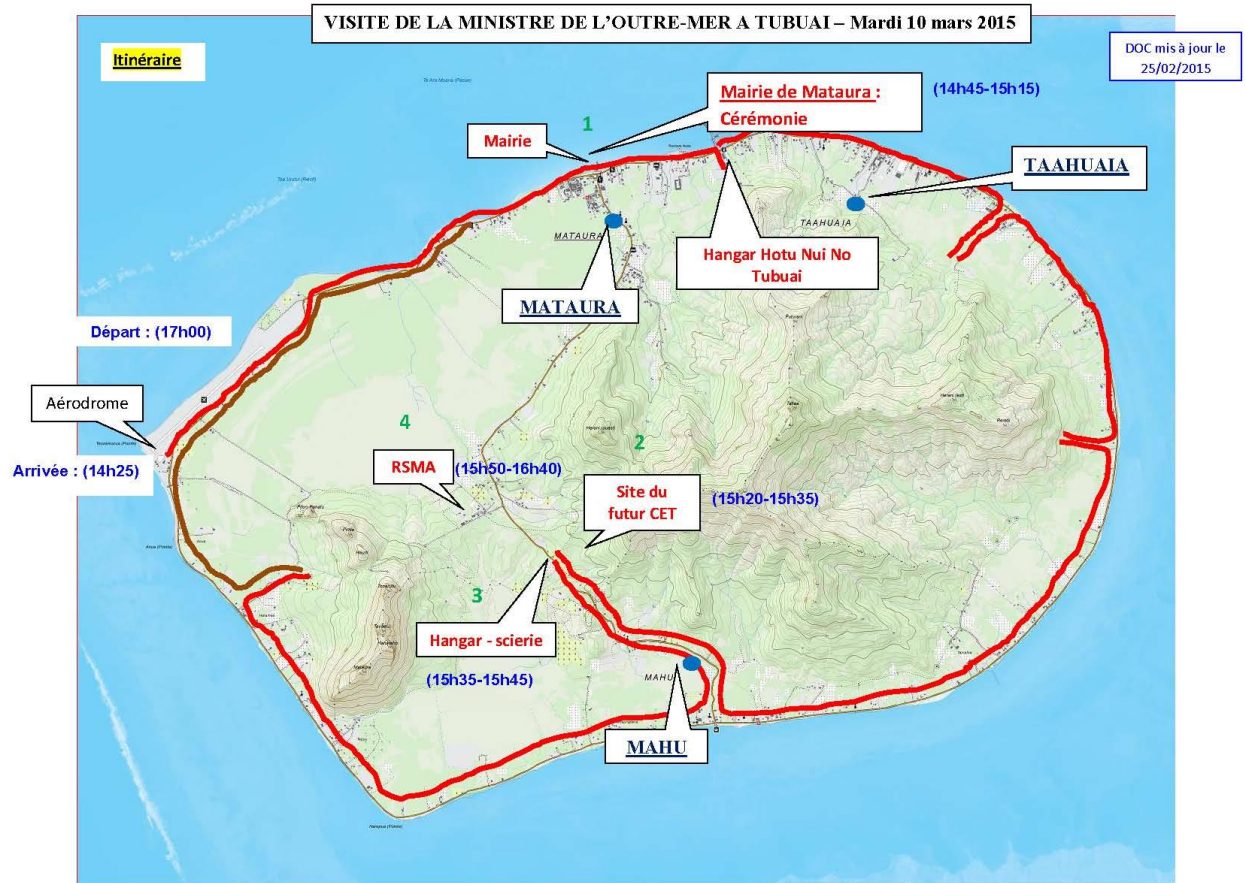 VISITE DE LA MINISTRE DE L'OUTRE-MER A TUBUAI – Mardi 10 mars 2015
Itinéraire
DOC mis à jour le
25/02/2015
1
Mairie de Mataura :
Cérémonie
(14h45-15h15)
Mairie
TAAHUAIA
TAAHUAIA
MATAURA
Hangar Hotu Nui No
Tubuai
MATAURA
Départ : (17h00)
Aérodrome
Arrivée : (14h25)
4
RSMA
(15h50-16h40)
2
Site du
futur CET
(15h20-15h35)
3
Hangar - scierie
(15h35-15h45)
MAHU
MAHU